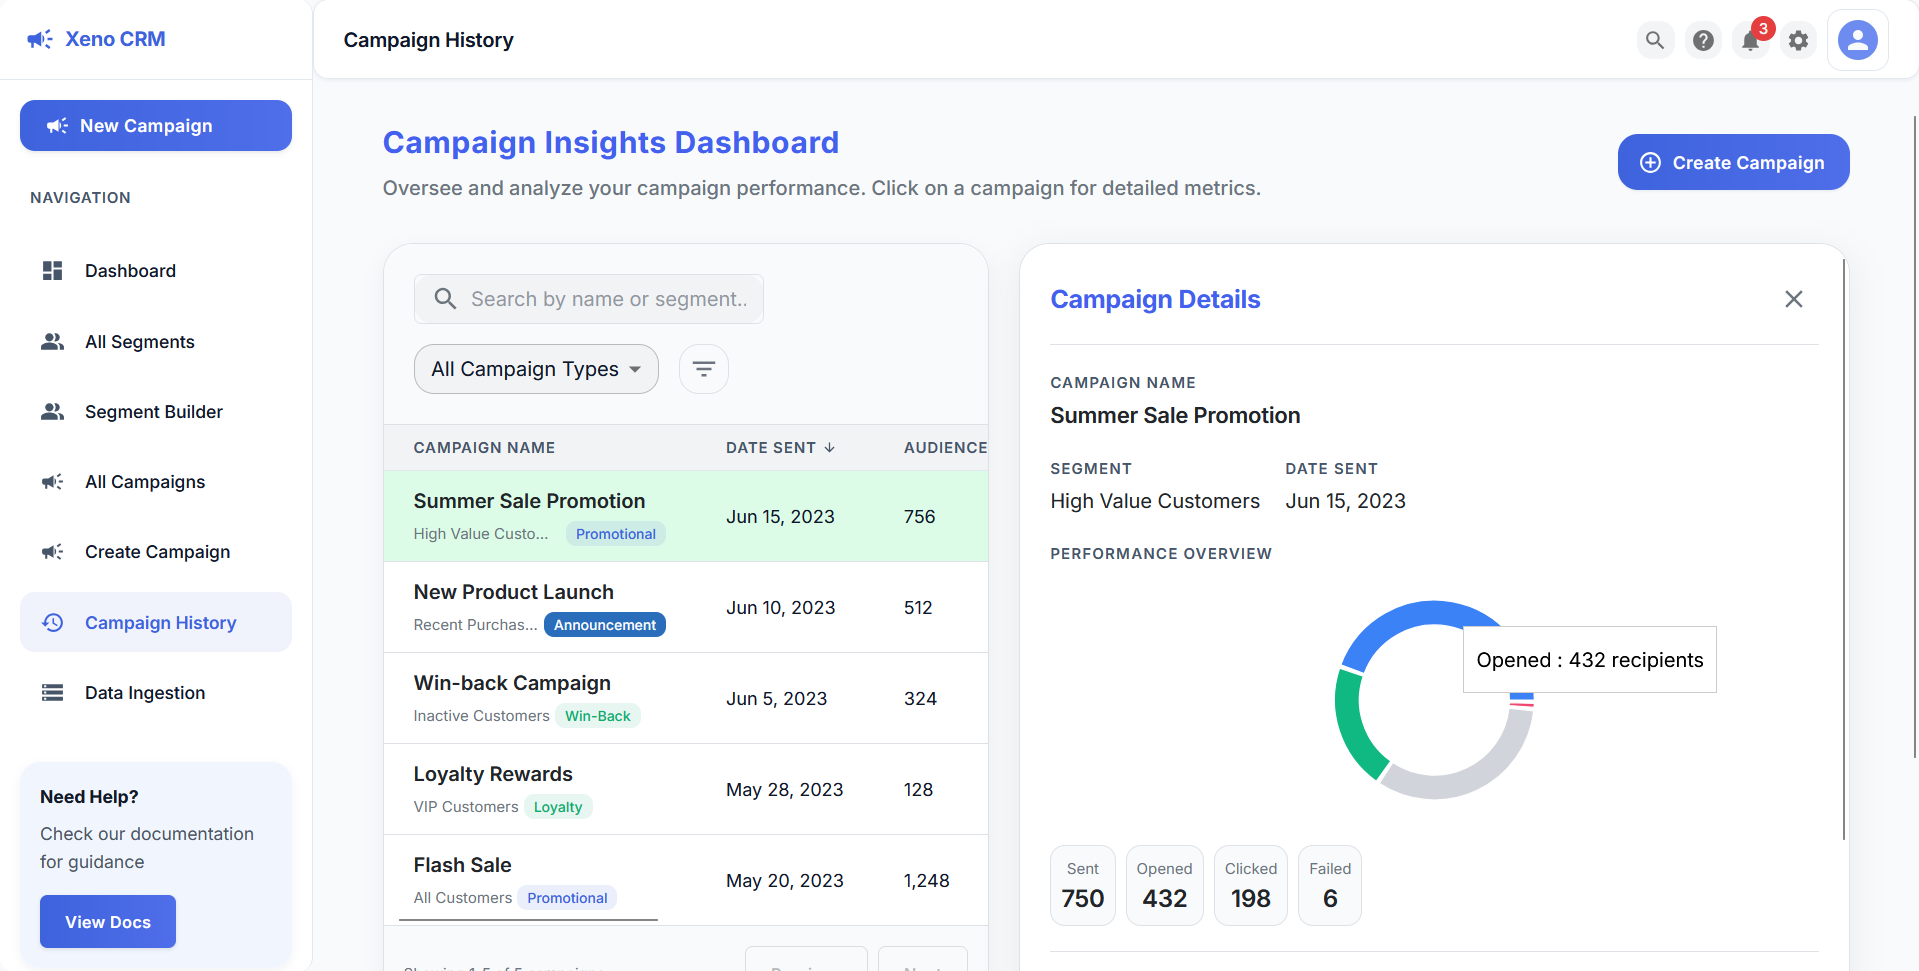 Xeno CRM
Campaign History
3
New Campaign
NAVIGATION
Dashboard
All Segments
Segment Builder
All Campaigns
Create Campaign
Campaign History
Data Ingestion
Need Help?
Check our documentation
for guidance
View Docs
Campaign Insights Dashboard
Oversee and analyze your campaign performance. Click on a campaign for detailed metrics.
Create Campaign
Search by name or segment..
All Campaign Types
CAMPAIGN NAME DATE SENT AUDIENCE
Summer Sale Promotion
High Value Custo... Promotional
Jun 15, 2023
756
New Product Launch
Recent Purchas... Announcement
Jun 10, 2023
512
Win-back Campaign
Inactive Customers Win-Back
Jun 5, 2023
324
Loyalty Rewards
VIP Customers Loyalty
May 28, 2023
128
Flash Sale
All Customers Promotional
May 20, 2023
1,248
Campaign Details
CAMPAIGN NAME
Summer Sale Promotion
SEGMENT DATE SENT
High Value Customers Jun 15, 2023
PERFORMANCE OVERVIEW
Opened : 432 recipients
Sent
750
Opened
432
Clicked
198
Failed
6